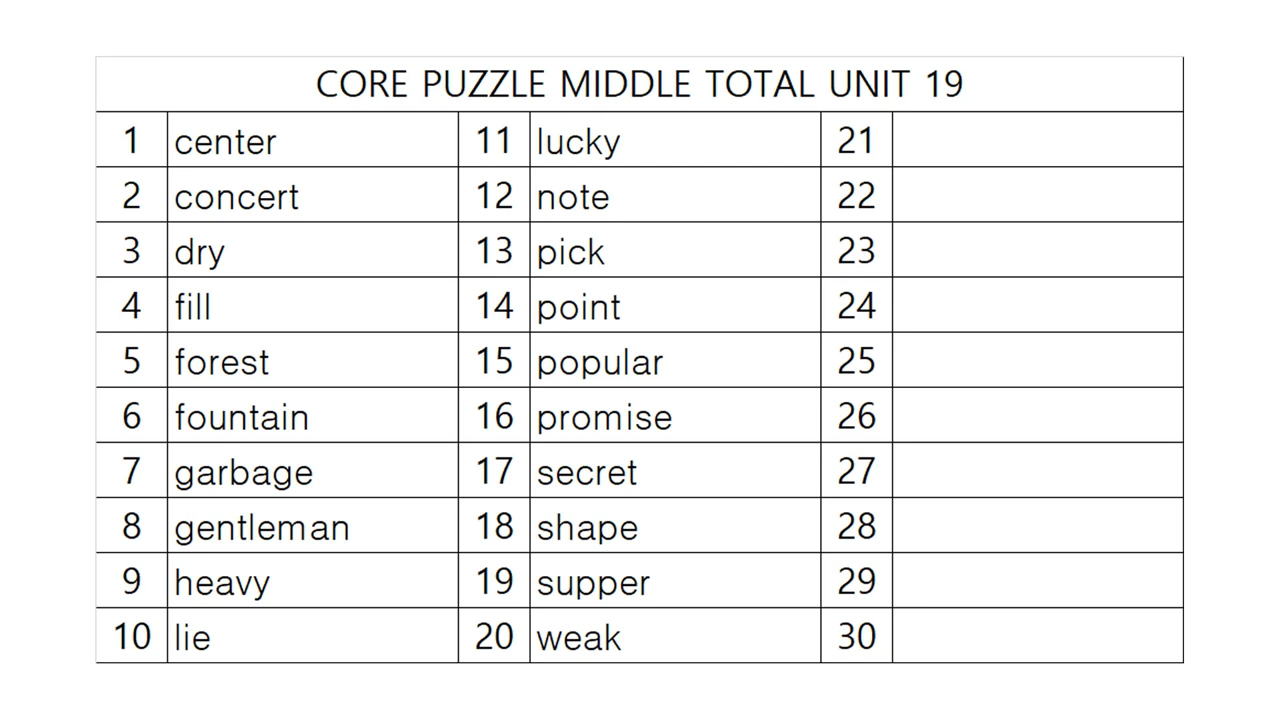 CORE PUZZLE MIDDLE TOTAL UNIT 19
1 center 11 lucky 21
2 concert 12 note 22
3 dry 13 pick 23
4 fill 14 point 24
5 forest 15 popular 25
6 fountain 16 promise 26
7 garbage 17 secret 27
8 gentleman 18 shape 28
9 heavy 19 supper 29
10 lie 20 weak 30